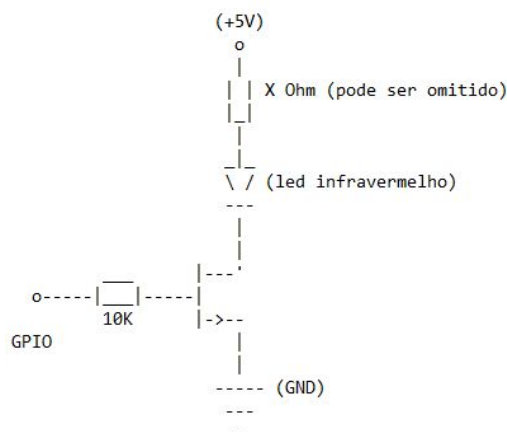 (+5V)
X Ohm (pode ser omitido)
(led infravermelho)
10K
GPIO
(GND)